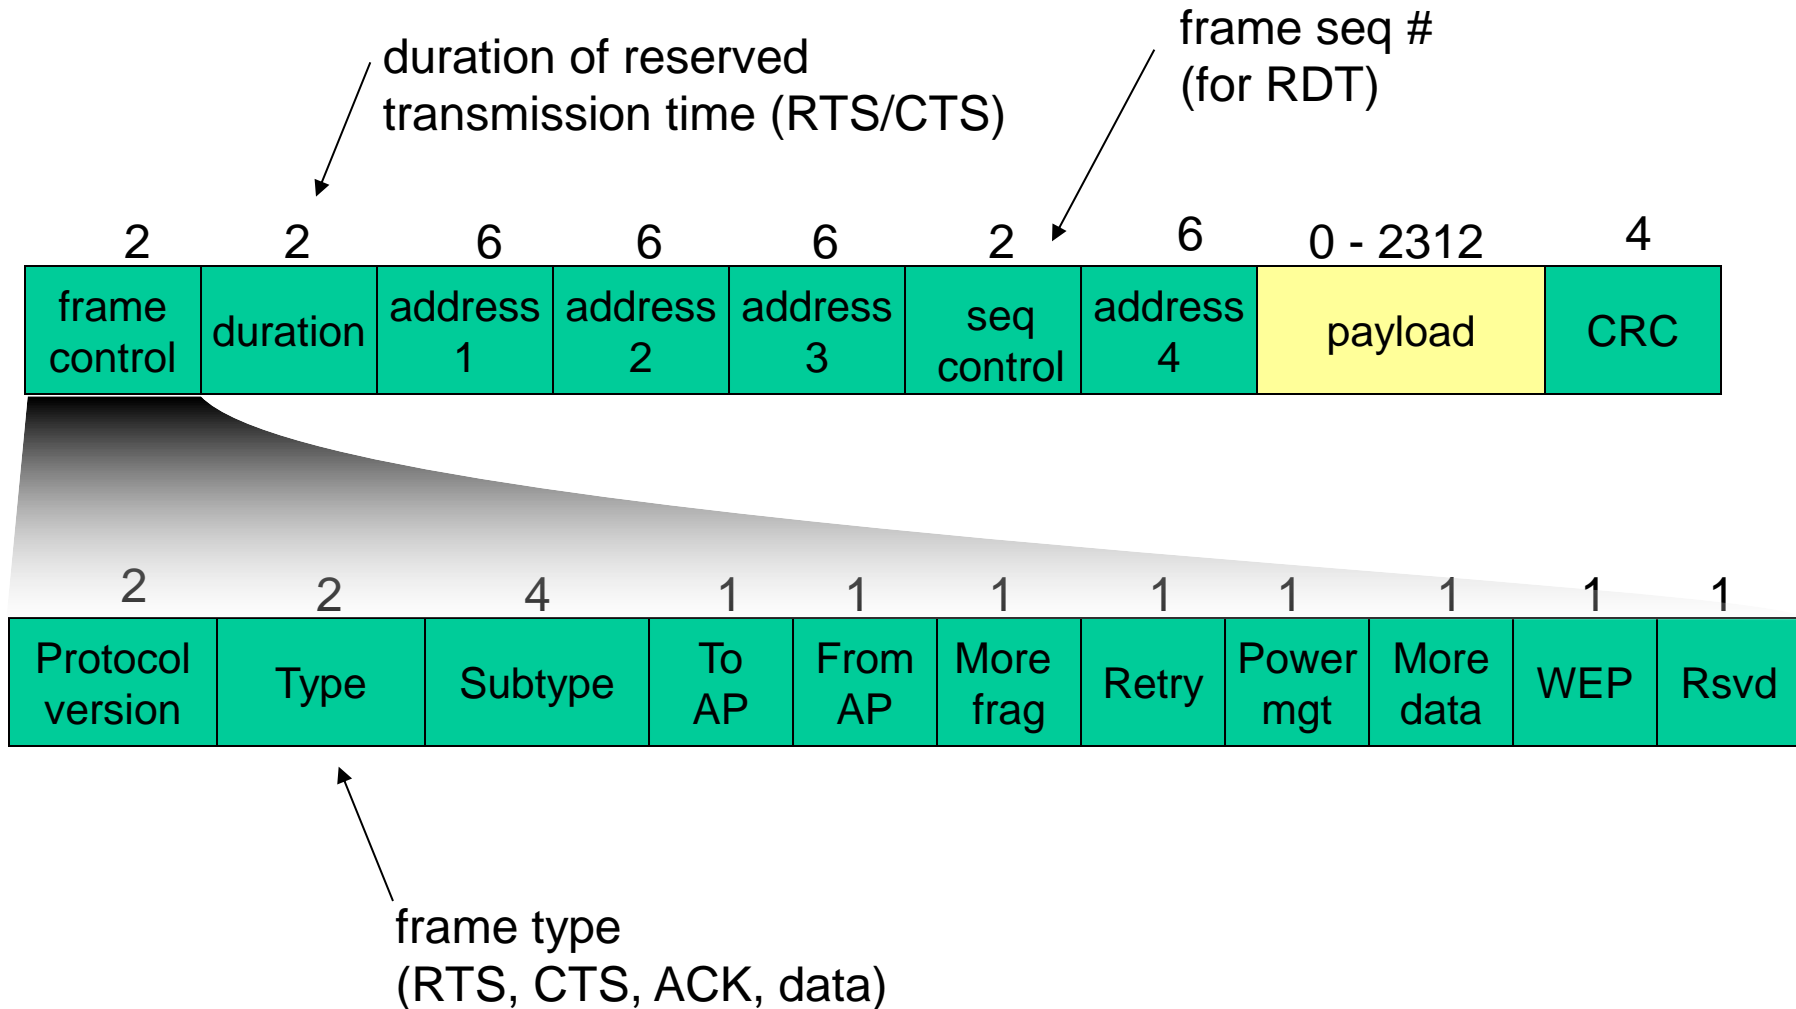 duration of reserved
transmission time (RTS/CTS)
frame seq #
(for RDT)
2 2 6 6 6 2 6 0 - 2312 4
frame control
duration
address 1
address 2
address 3
seq control
address 4
payload
CRC
2 2 4 1 1 1 1 1 1 1 1
Protocol version
Type
Subtype
To AP
From AP
More frag
Retry
Power mgt
More data
WEP
Rsvd
frame type
(RTS, CTS, ACK, data)